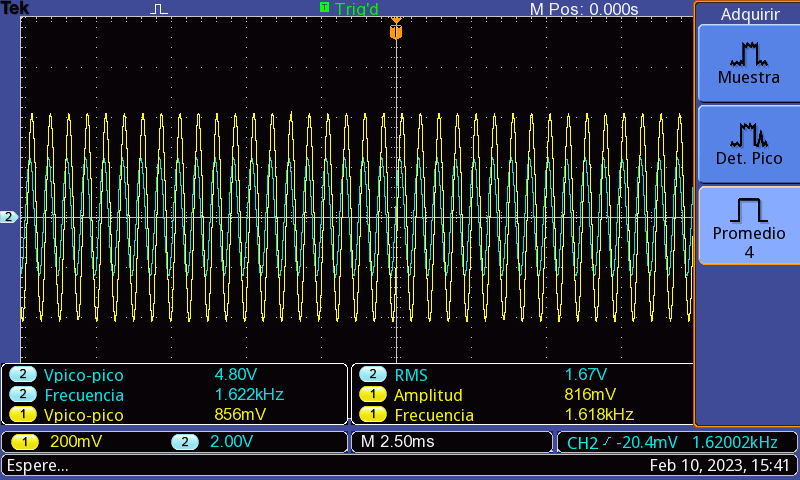 Tek T Trig'd M Pos: 0.000s
Adquirir
T
Muestra
Det. Pico
2
Promedio
4
2 Vpico-pico 4.80V 2 RMS 1.67V
2 Frecuencia 1.622kHz 1 Amplitud 816mV
1 Vpico-pico 856mV 1 Frecuencia 1.618kHz
1 200mV 2 2.00V M 2.50ms CH2 -20.4mV 1.62002kHz
Espere... Feb 10, 2023, 15:41